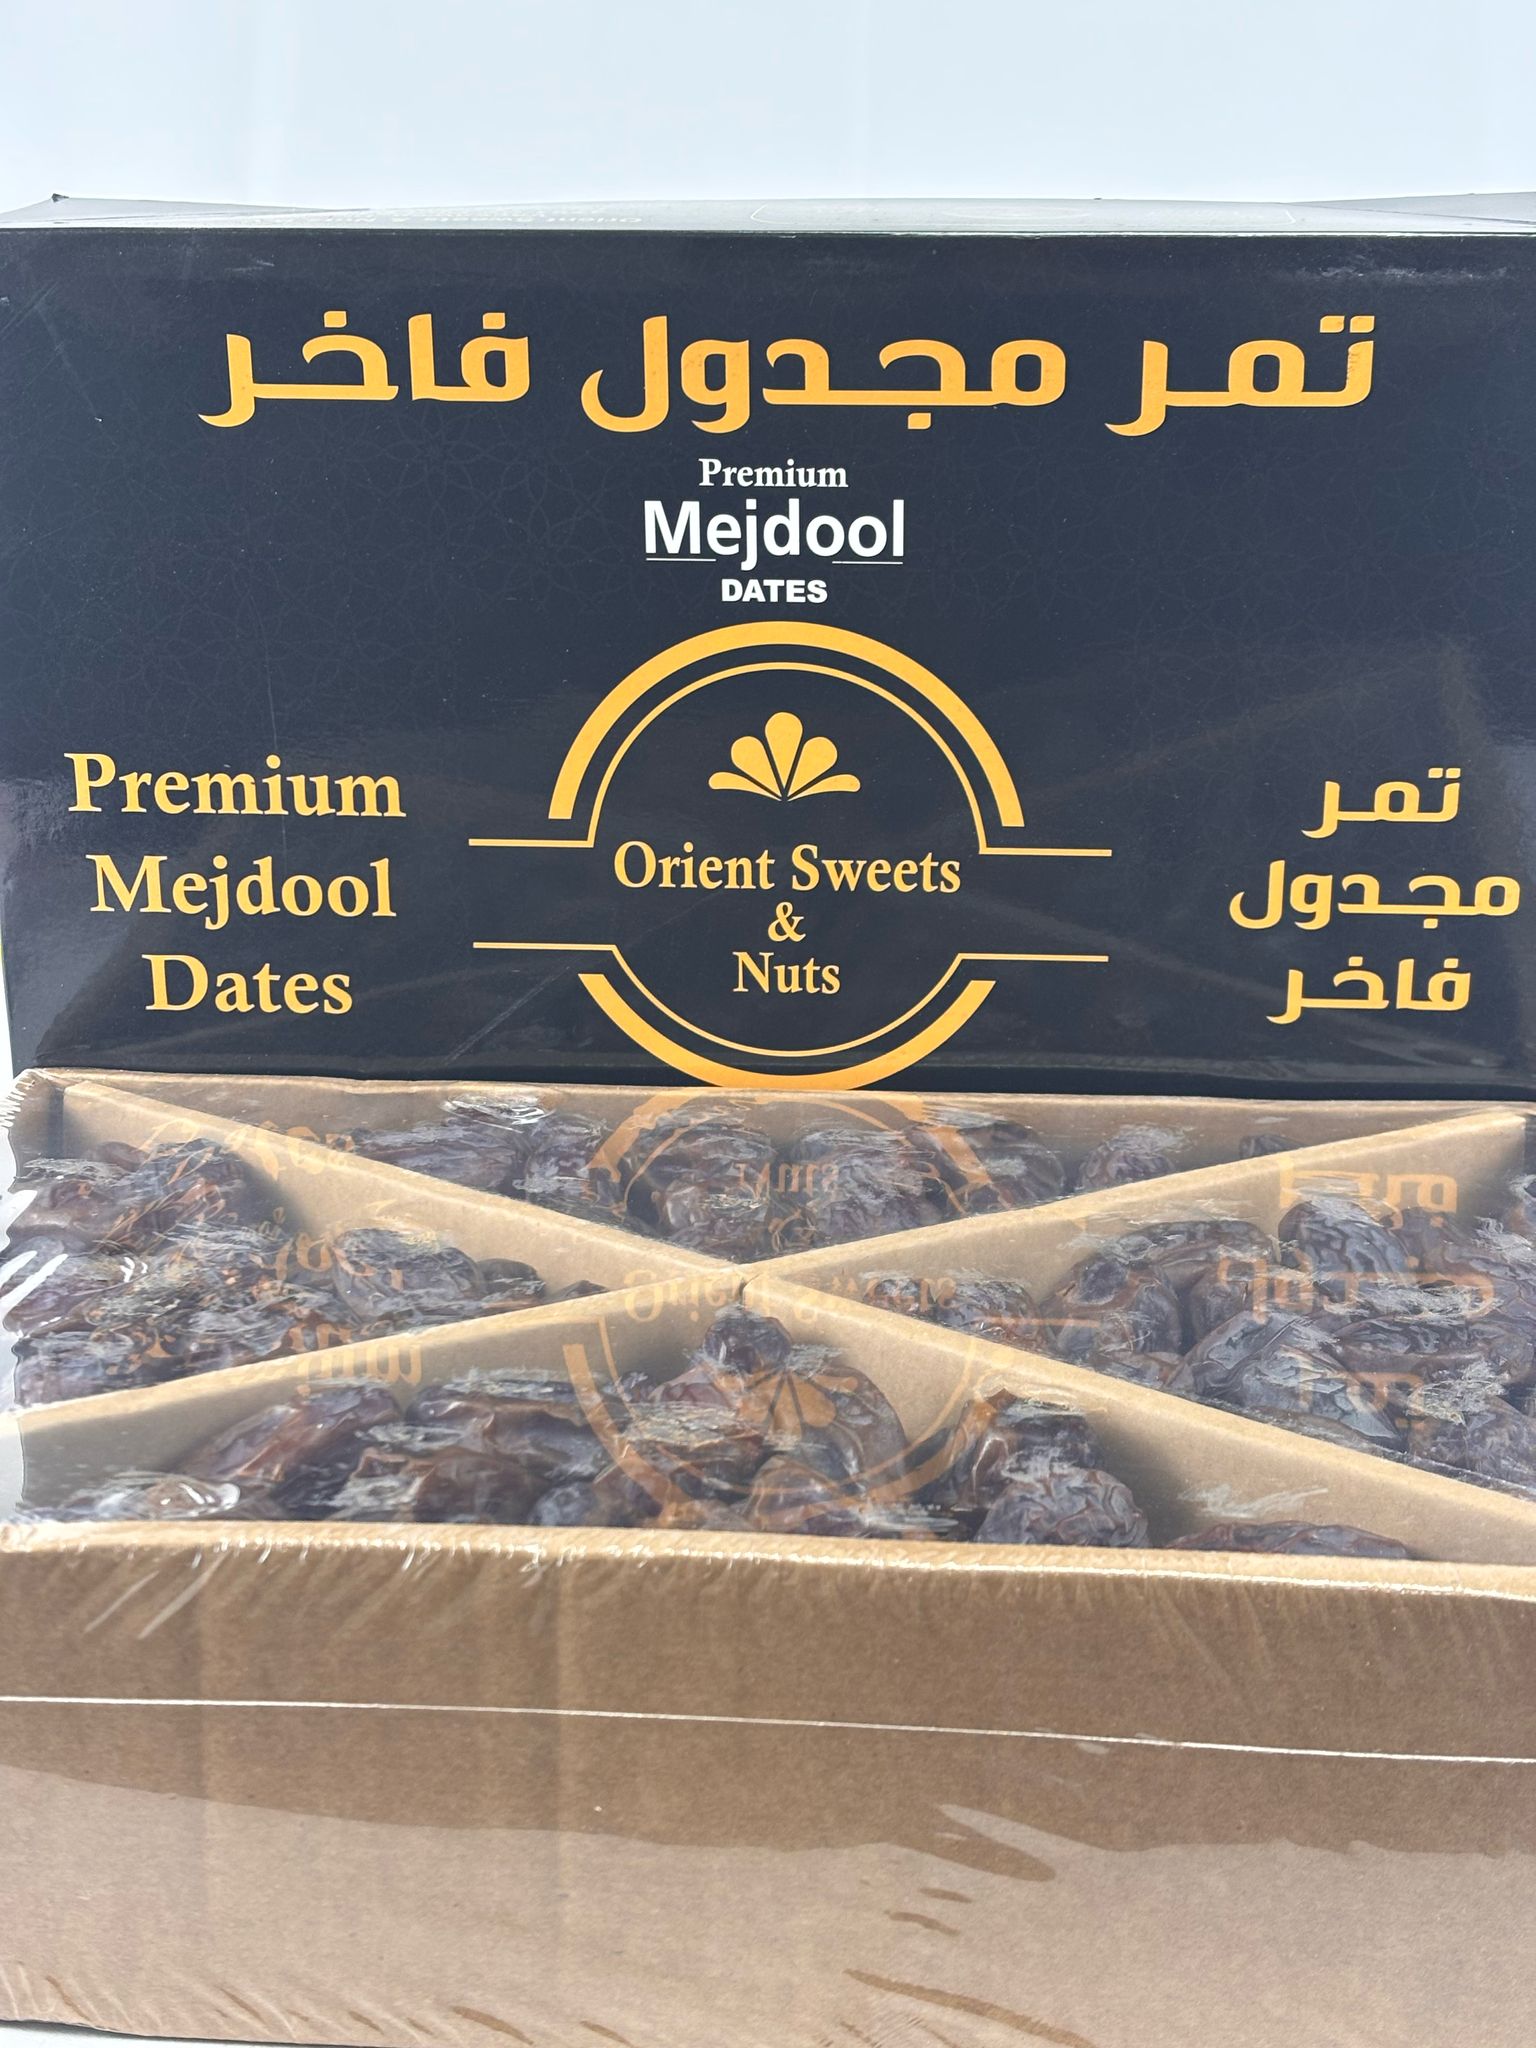 تمر مجدول فاخر
Premium
Mejdool
DATES
Premium
Mejdool
Dates
Orient Sweets
&
Nuts
تمر
مجدول
فاخر